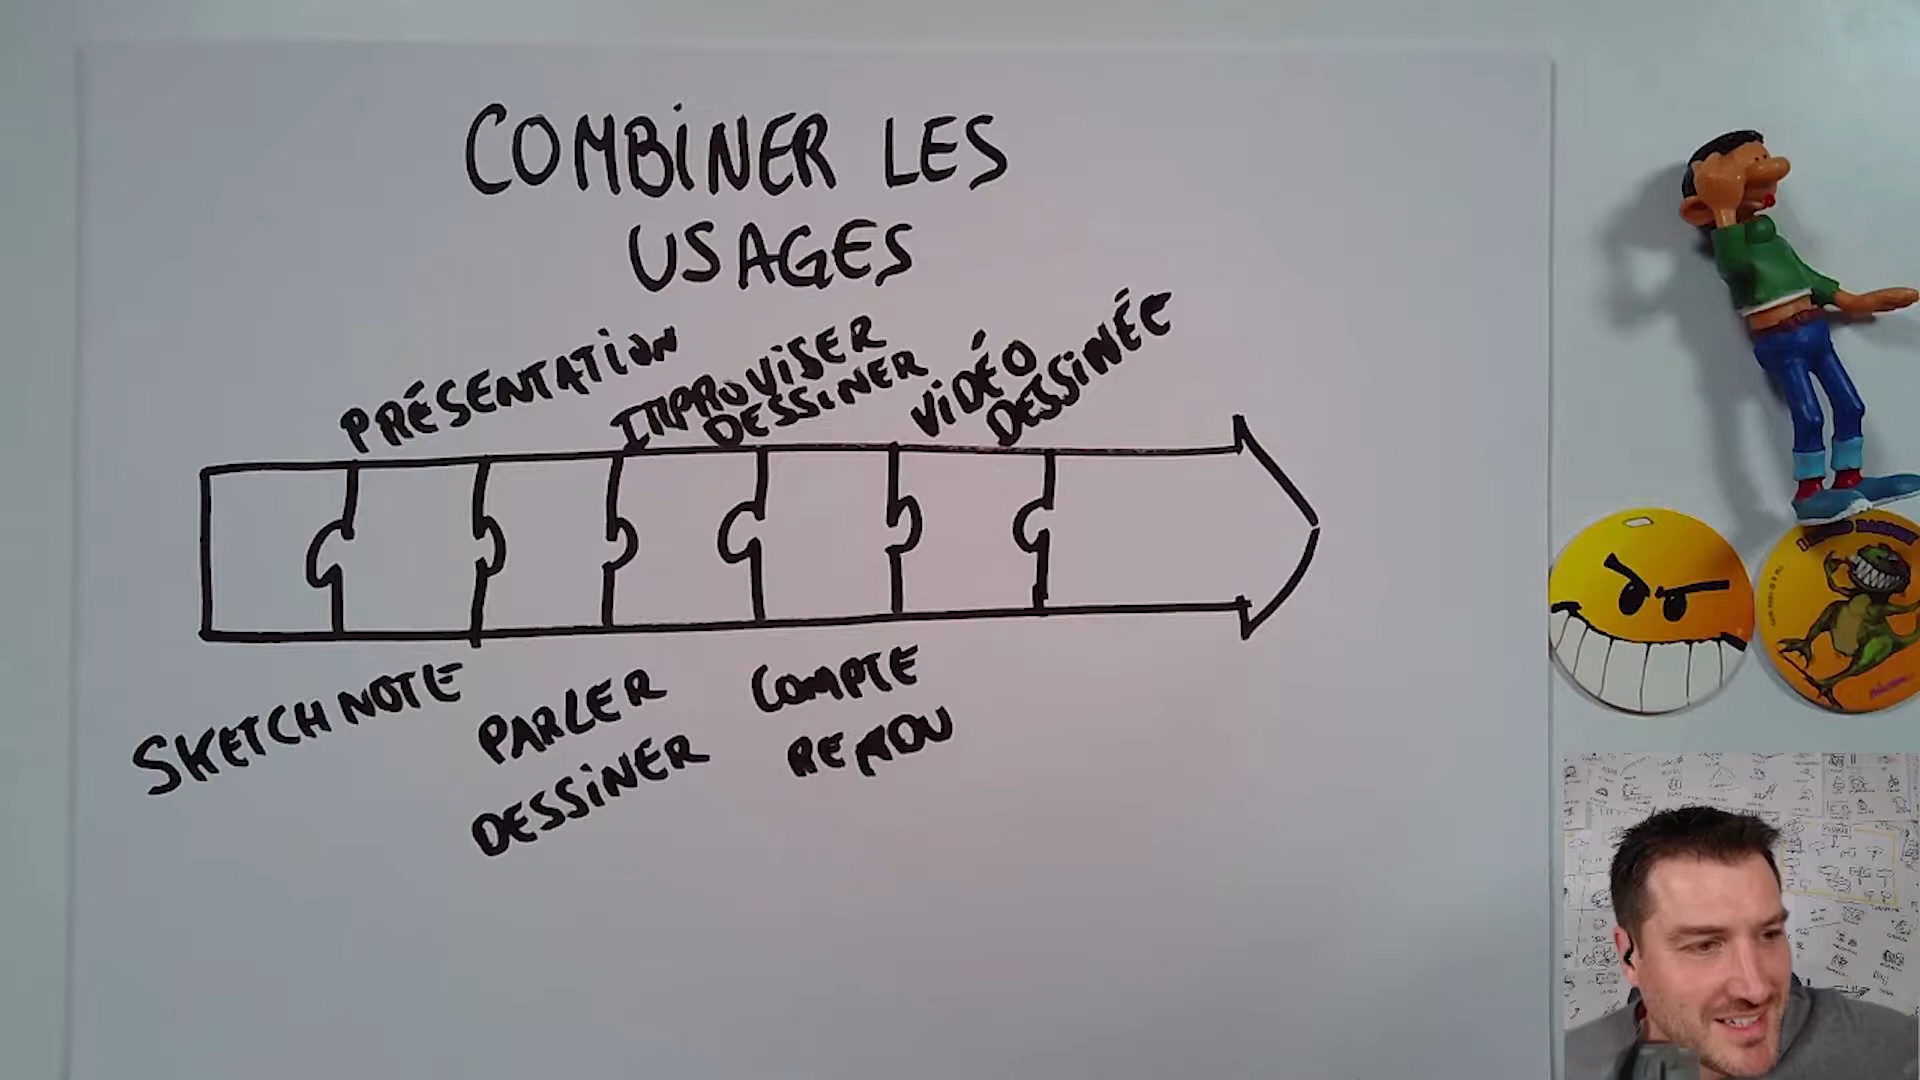 COMBINER LES
USAGES
PRÉSENTATION
IMPROVISER
DESSINER
VIDÉO
DESSINÉE
SKETCHNOTE
PARLER
DESSINER
COMPTE
RENDU